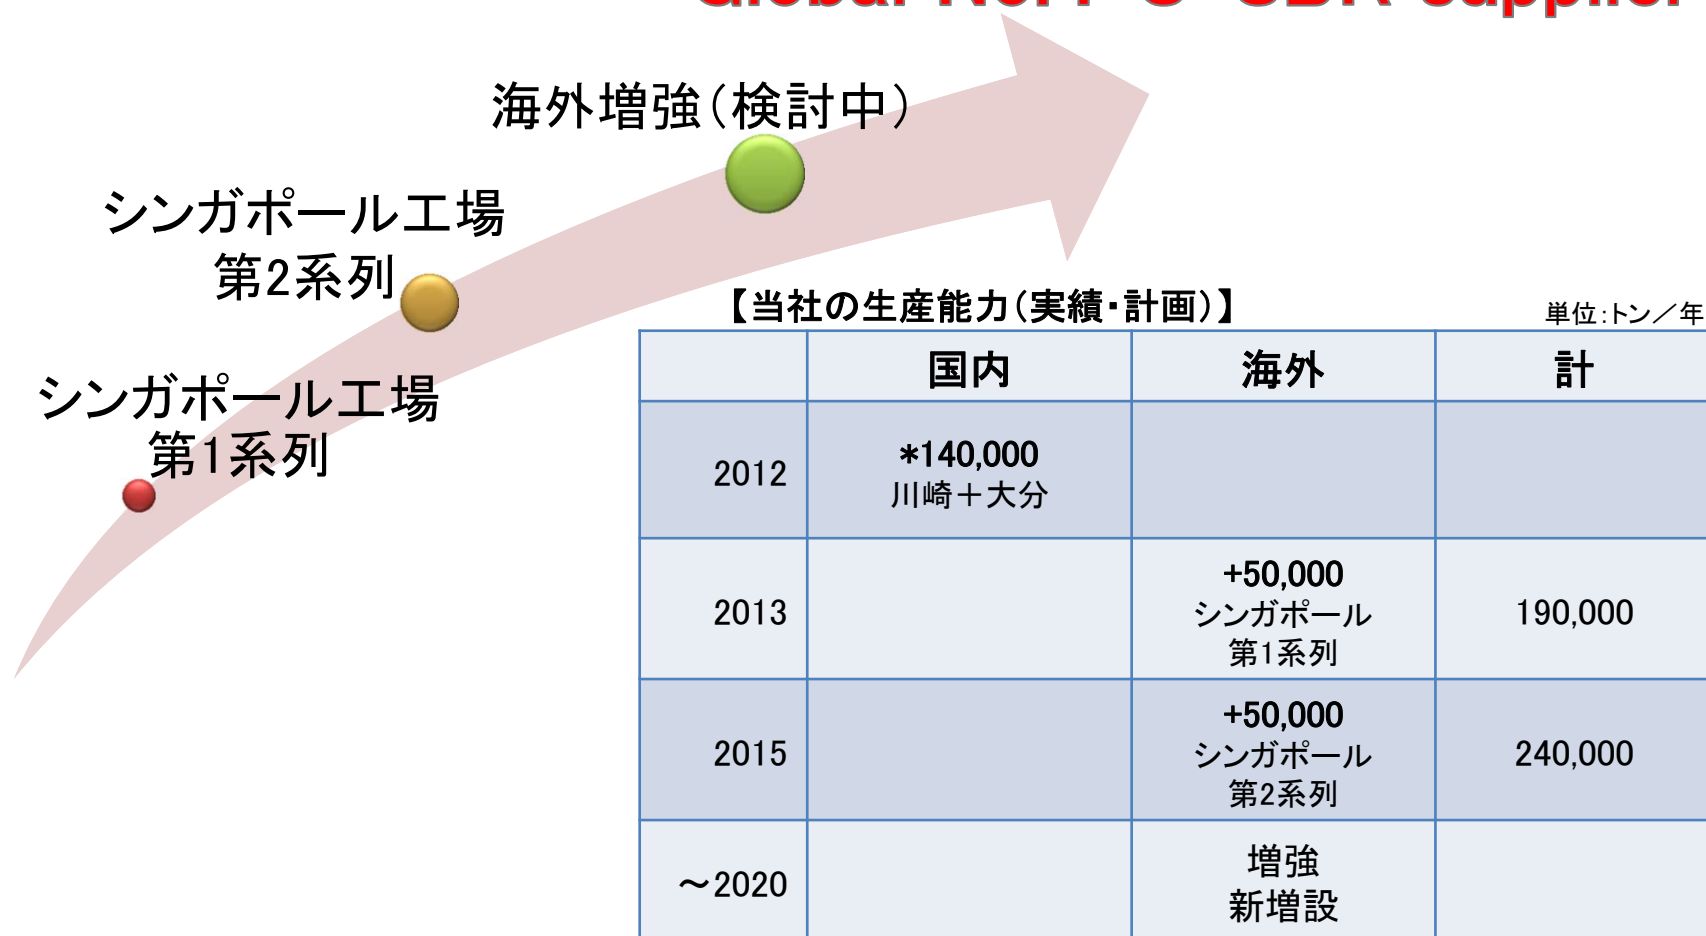 海外増強（検討中）
シンガポール工場
第2系列
シンガポール工場
第1系列
【当社の生産能力（実績・計画）】
単位：トン／年
国内 海外 計
2012 *140,000
川崎＋大分
2013 +50,000 190,000
シンガポール
第1系列
2015 +50,000 240,000
シンガポール
第2系列
～2020 増強
新増設